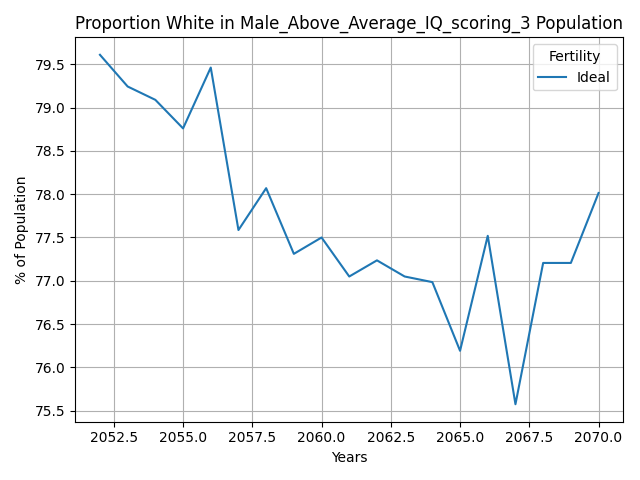 Proportion White in Male_Above_Average_IQ_scoring_3 Population
Fertility
Ideal
79.5
79.0
78.5
78.0
77.5
77.0
76.5
76.0
75.5
% of Population
2052.5 2055.0 2057.5 2060.0 2062.5 2065.0 2067.5 2070.0
Years